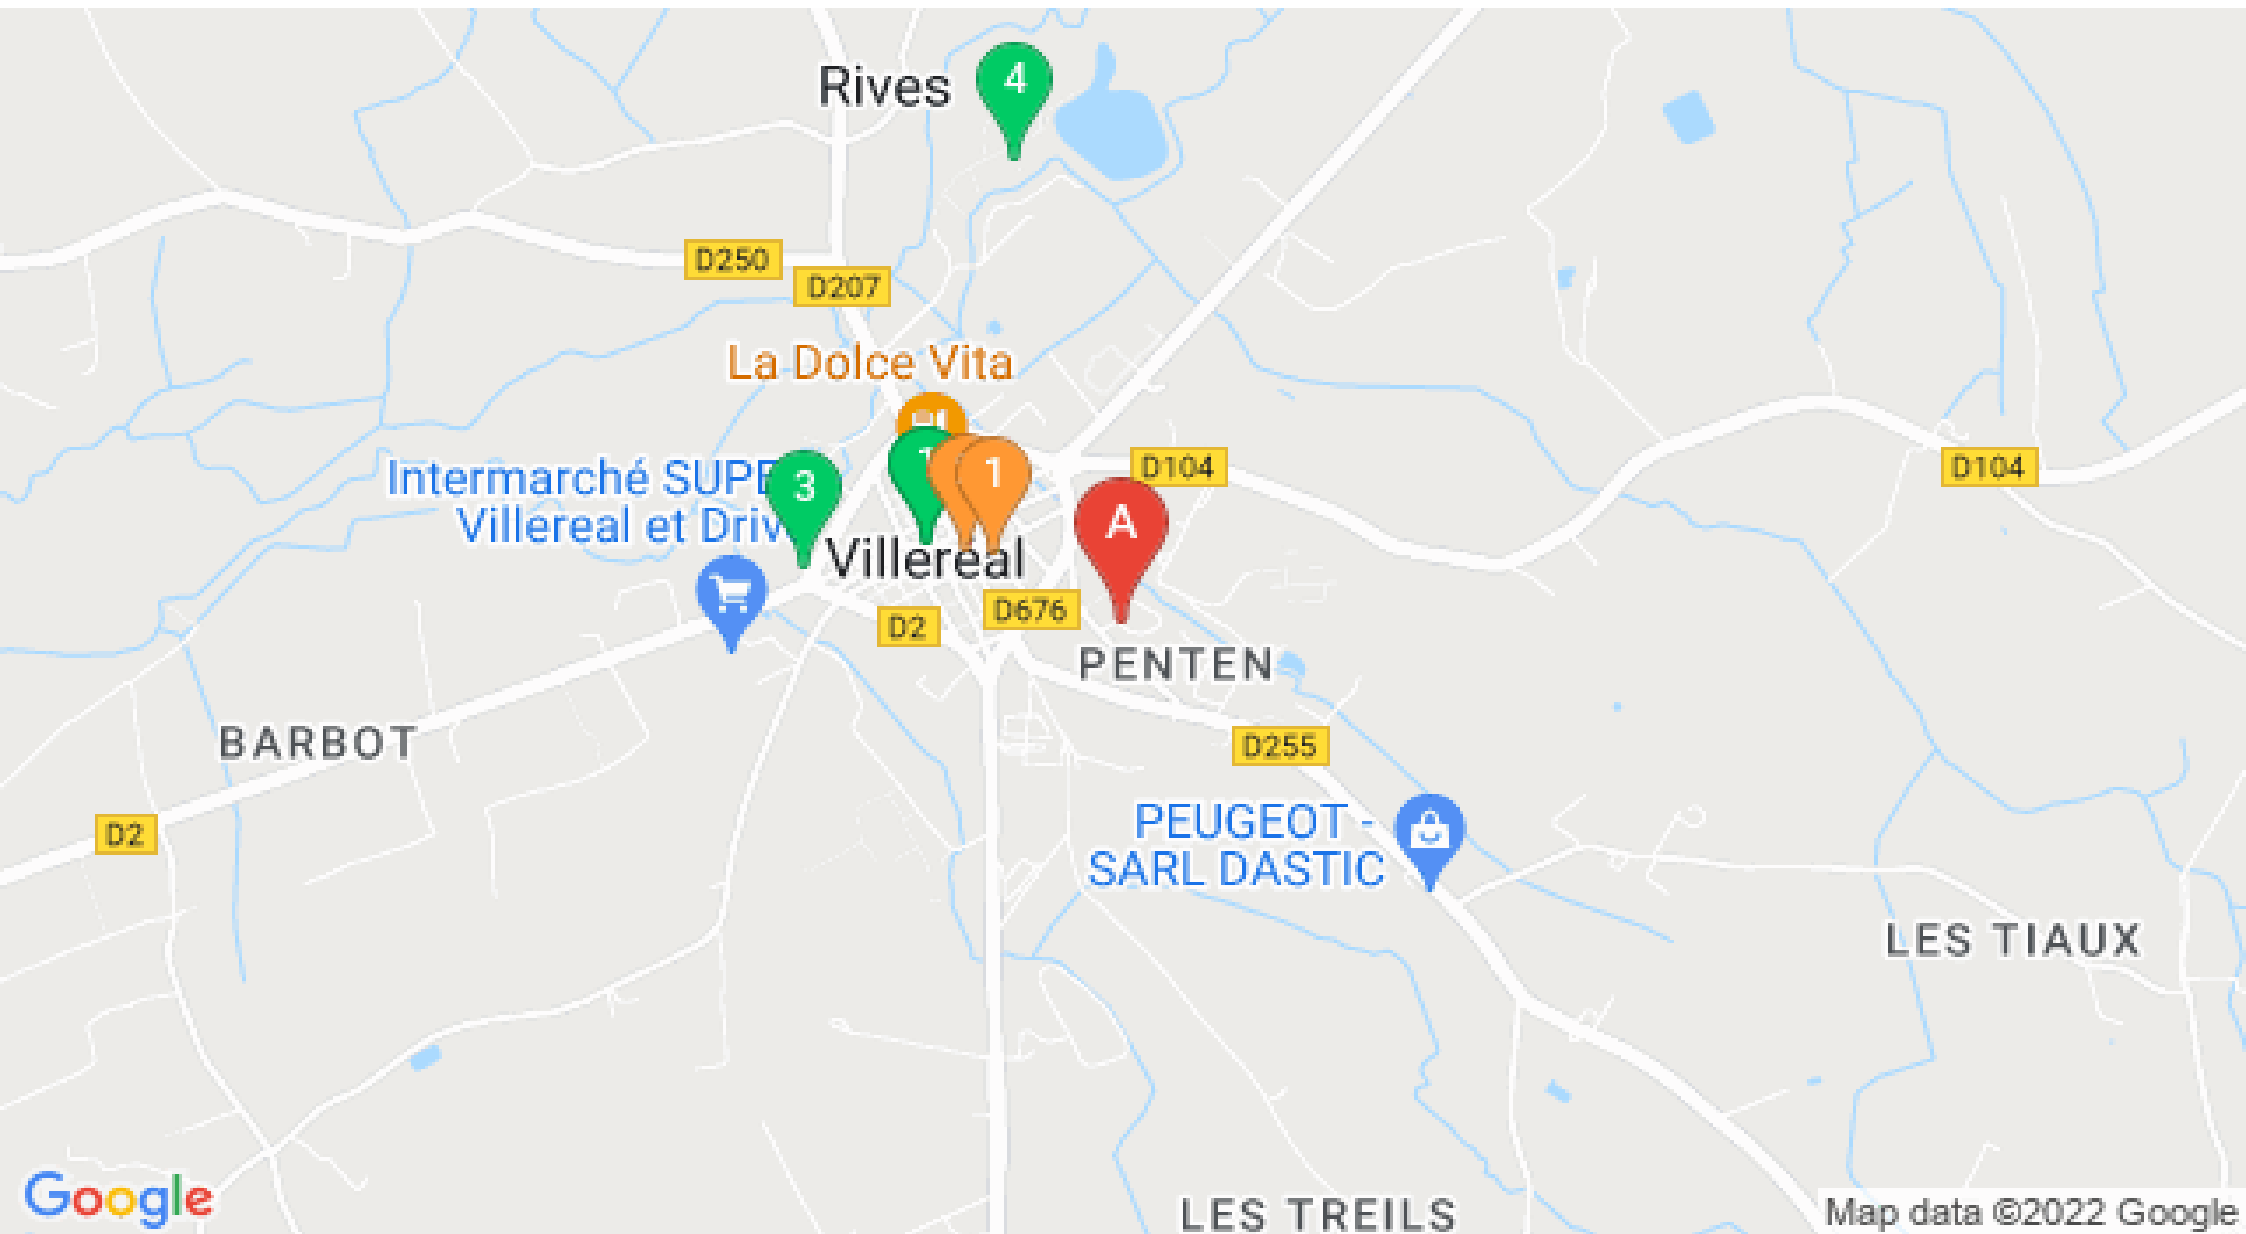 Rives
4
D250
D207
La Dolce Vita
D104
D104
Intermarché SUPE
Villereal et Driv
3
1
A
Villereal
D676
D2
PENTEN
BARBOT
D255
D2
PEUGEOT -
SARL DASTIC
LES TIAUX
LES TREILS
Google
Map data ©2022 Google